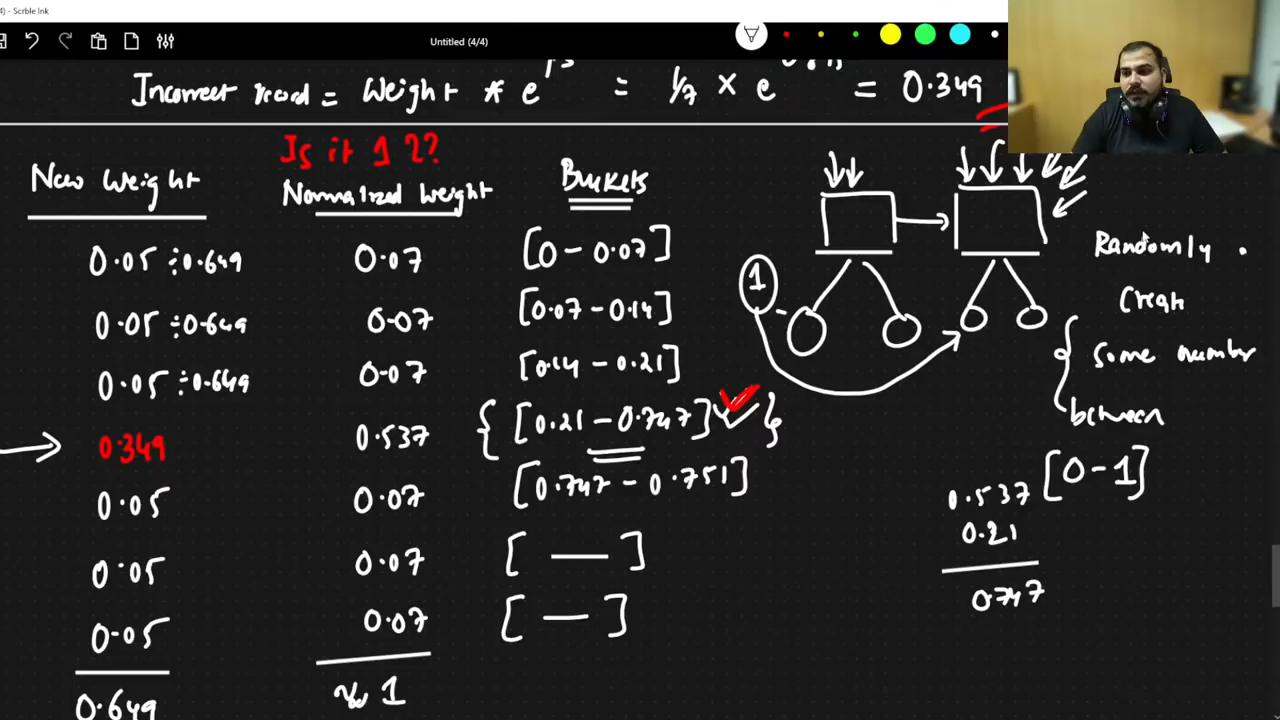 4) - Scrble Ink
Untitled (4/4)
Incorrect record = Weight * e = 1/7 × e = 0.349
Is it 1 ??
New Weight Normalized Weight Buckets
0.05 ÷0.649 0.07 [0 – 0.07]
0.05 ÷0.649 0.07 [0.07 – 0.14]
0.05 ÷0.649 0.07 [0.14 – 0.21]
0.349 0.537 { [0.21 – 0.747] }
0.05 0.07 [0.747 – 0.751]
0.05 0.07 [ — ]
0.05 0.07 [ — ]
0.649 ≈ 1
1
Randomly
Create
{ Some number
between
[0-1]
0.537
0.21
0.747